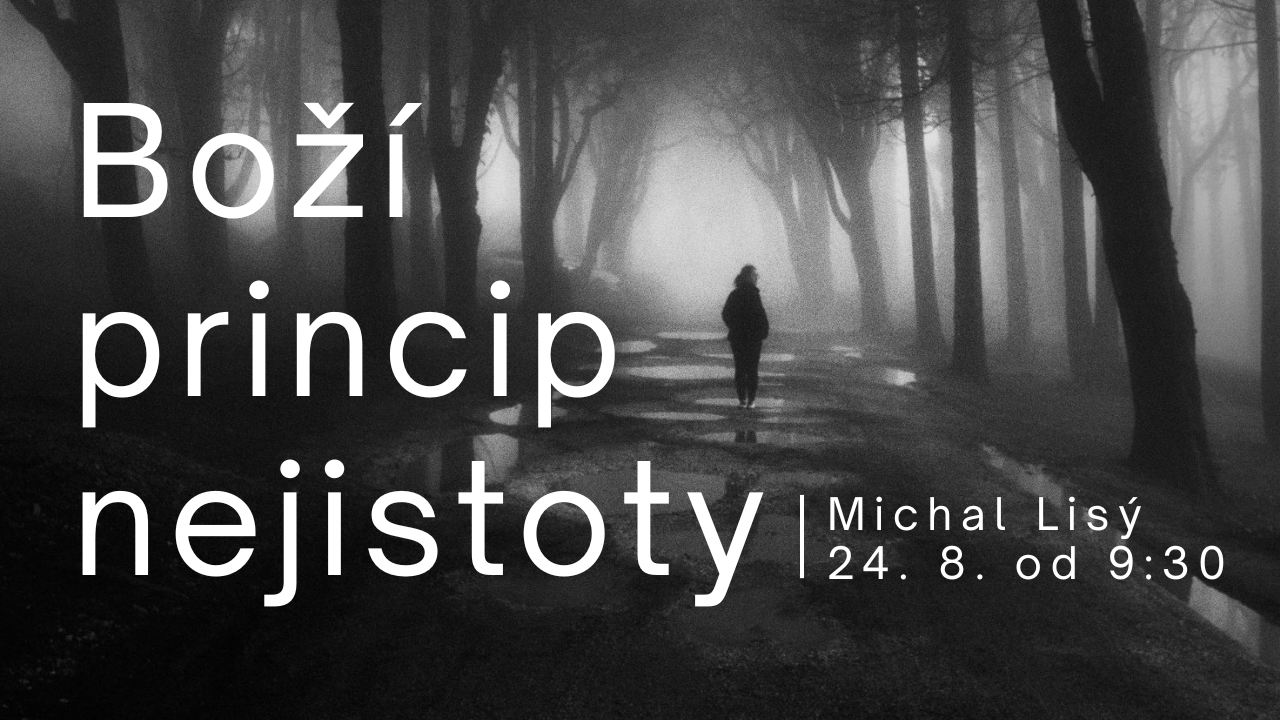 Boží
princip
nejistoty
Michal Lisý
24. 8. od 9:30